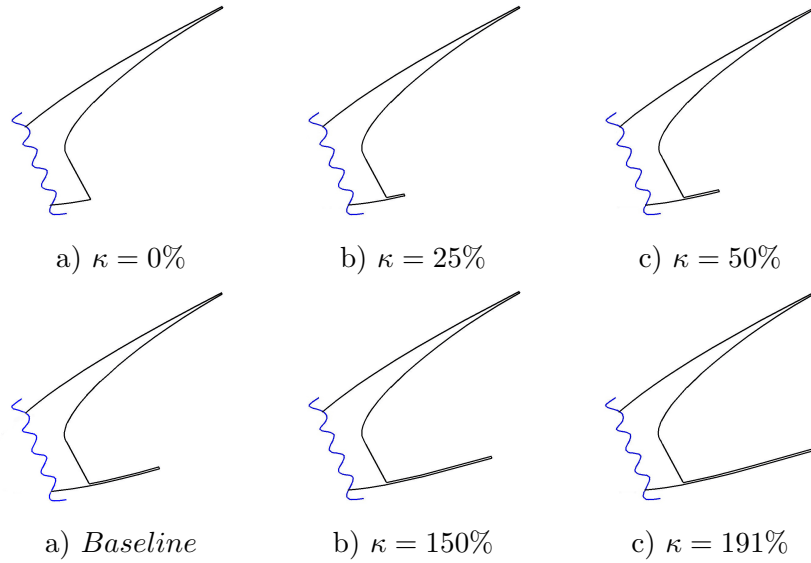 a) κ = 0%
b) κ = 25%
c) κ = 50%
a) Baseline
b) κ = 150%
c) κ = 191%